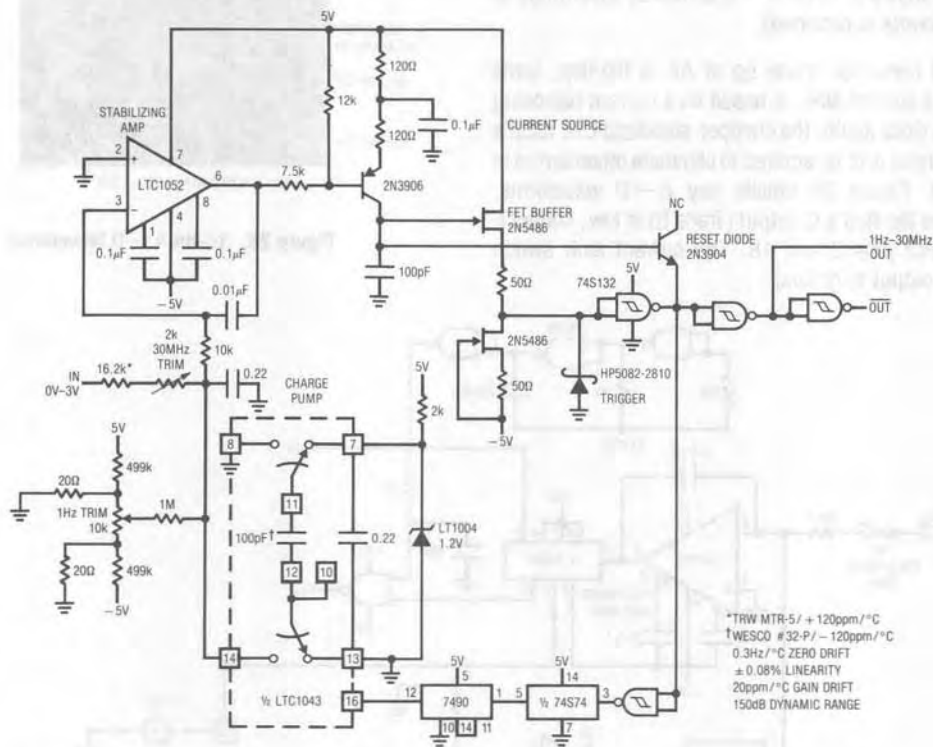 5V
120Ω
12k
STABILIZING
AMP
0.1µF
CURRENT SOURCE
120Ω
2
7
6
LTC1052
3
8
4
1
7.5k
2N3906
NC
FET BUFFER
2N5486
RESET DIODE
2N3904
1Hz–30MHz
OUT
0.1µF
0.1µF
–5V
100pF
5V
74S132
50Ω
OUT
0.01µF
2k
30MHz
TRIM
10k
2N5486
16.2k*
IN
0V–3V
0.22
CHARGE
PUMP
5V
2k
50Ω
–5V
HP5082-2810
TRIGGER
8
7
5V
499k
20Ω
11
1Hz TRIM
10k
1M
100pF†
0.22
LT1004
1.2V
12
10
20Ω
499k
–5V
*TRW MTR-5/ +120ppm/°C
†WESCO #32-P/ –120ppm/°C
0.3Hz/°C ZERO DRIFT
±0.08% LINEARITY
20ppm/°C GAIN DRIFT
150dB DYNAMIC RANGE
14
13
5V
5V
½ LTC1043
16
12
5
7490
1
5
14
½ 74S74
3
10
14
11
7